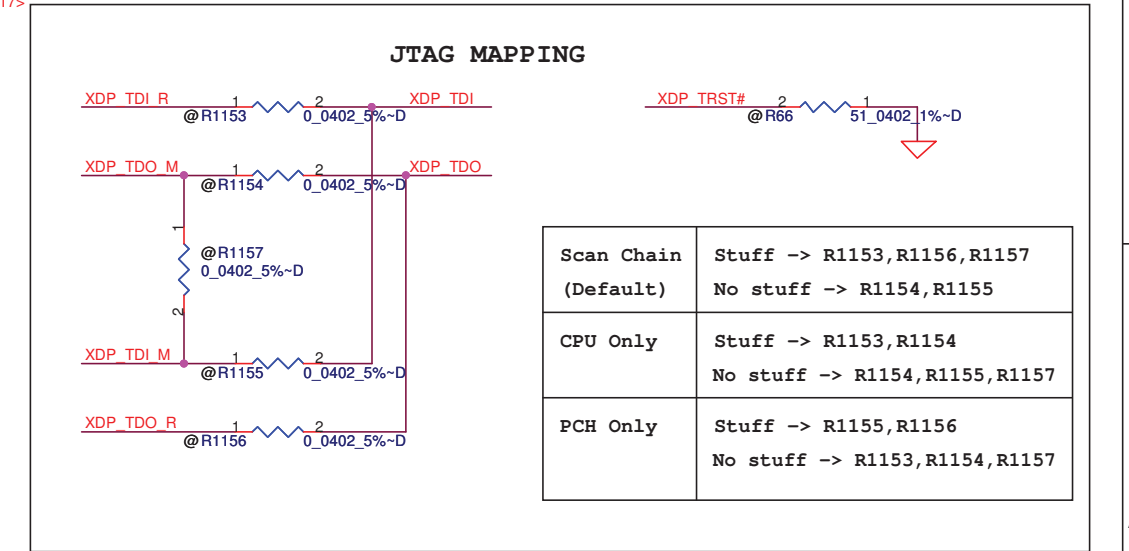 17>
JTAG MAPPING
XDP_TDI_R 1 2 XDP_TDI
@R1153 0_0402_5%~D
XDP_TRST# 2 1
@R66 51_0402_1%~D
XDP_TDO_M 1 2 XDP_TDO
@R1154 0_0402_5%~D
1
@R1157
0_0402_5%~D
2
XDP_TDI_M 1 2
@R1155 0_0402_5%~D
XDP_TDO_R 1 2
@R1156 0_0402_5%~D
Scan Chain Stuff -> R1153,R1156,R1157
(Default) No stuff -> R1154,R1155
CPU Only Stuff -> R1153,R1154
No stuff -> R1154,R1155,R1157
PCH Only Stuff -> R1155,R1156
No stuff -> R1153,R1154,R1157